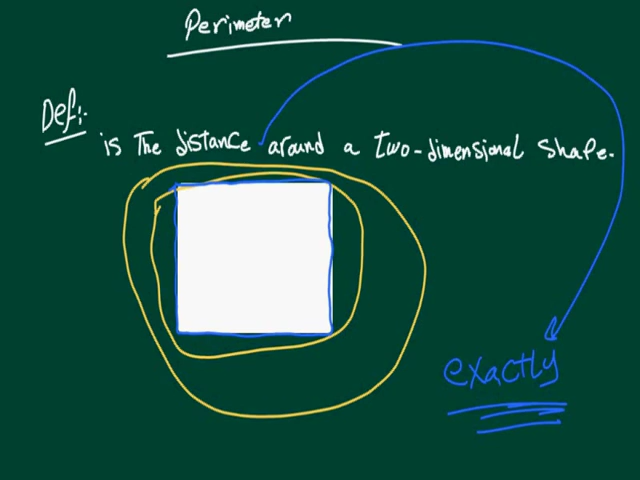 Perimeter
Def:
is The distance around a Two-dimensional Shape.
exactly